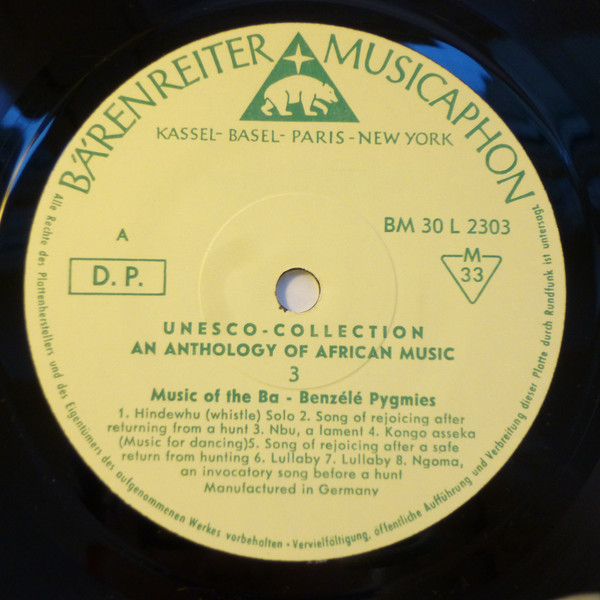 BÄRENREITER MUSICAPHON
KASSEL- BASEL- PARIS - NEW YORK
A
BM 30 L 2303
D. P.
M
33
UNESCO-COLLECTION
AN ANTHOLOGY OF AFRICAN MUSIC
3
Music of the Ba - Benzélé Pygmies
1. Hindewhu (whistle) Solo 2. Song of rejoicing after
returning from a hunt 3. Nbu, a lament 4. Kongo asseka
(Music for dancing)5. Song of rejoicing after a safe
return from hunting 6. Lullaby 7. Lullaby 8. Ngoma,
an invocatory song before a hunt
Manufactured in Germany
Alle Rechte des Plattenherstellers und des Eigentümers des aufgenommenen Werkes vorbehalten - Vervielfältigung, öffentliche Aufführung und Verbreitung dieser Platte durch Rundfunk ist untersagt.